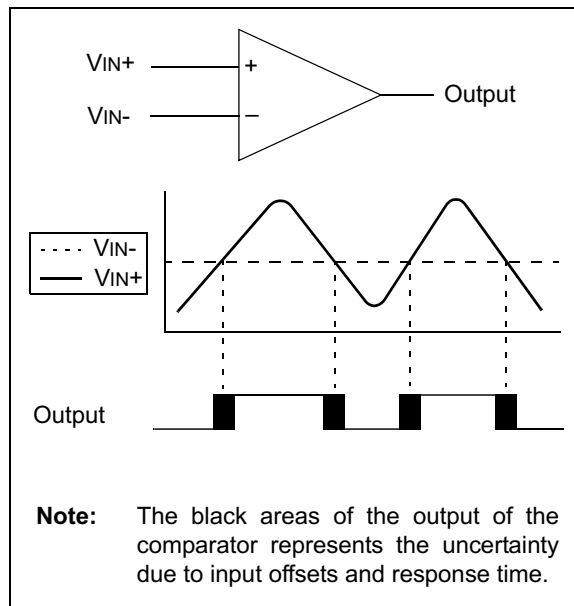 VIN+
+
Output
VIN-
–
VIN-
VIN+
Output
Note: The black areas of the output of the
comparator represents the uncertainty
due to input offsets and response time.